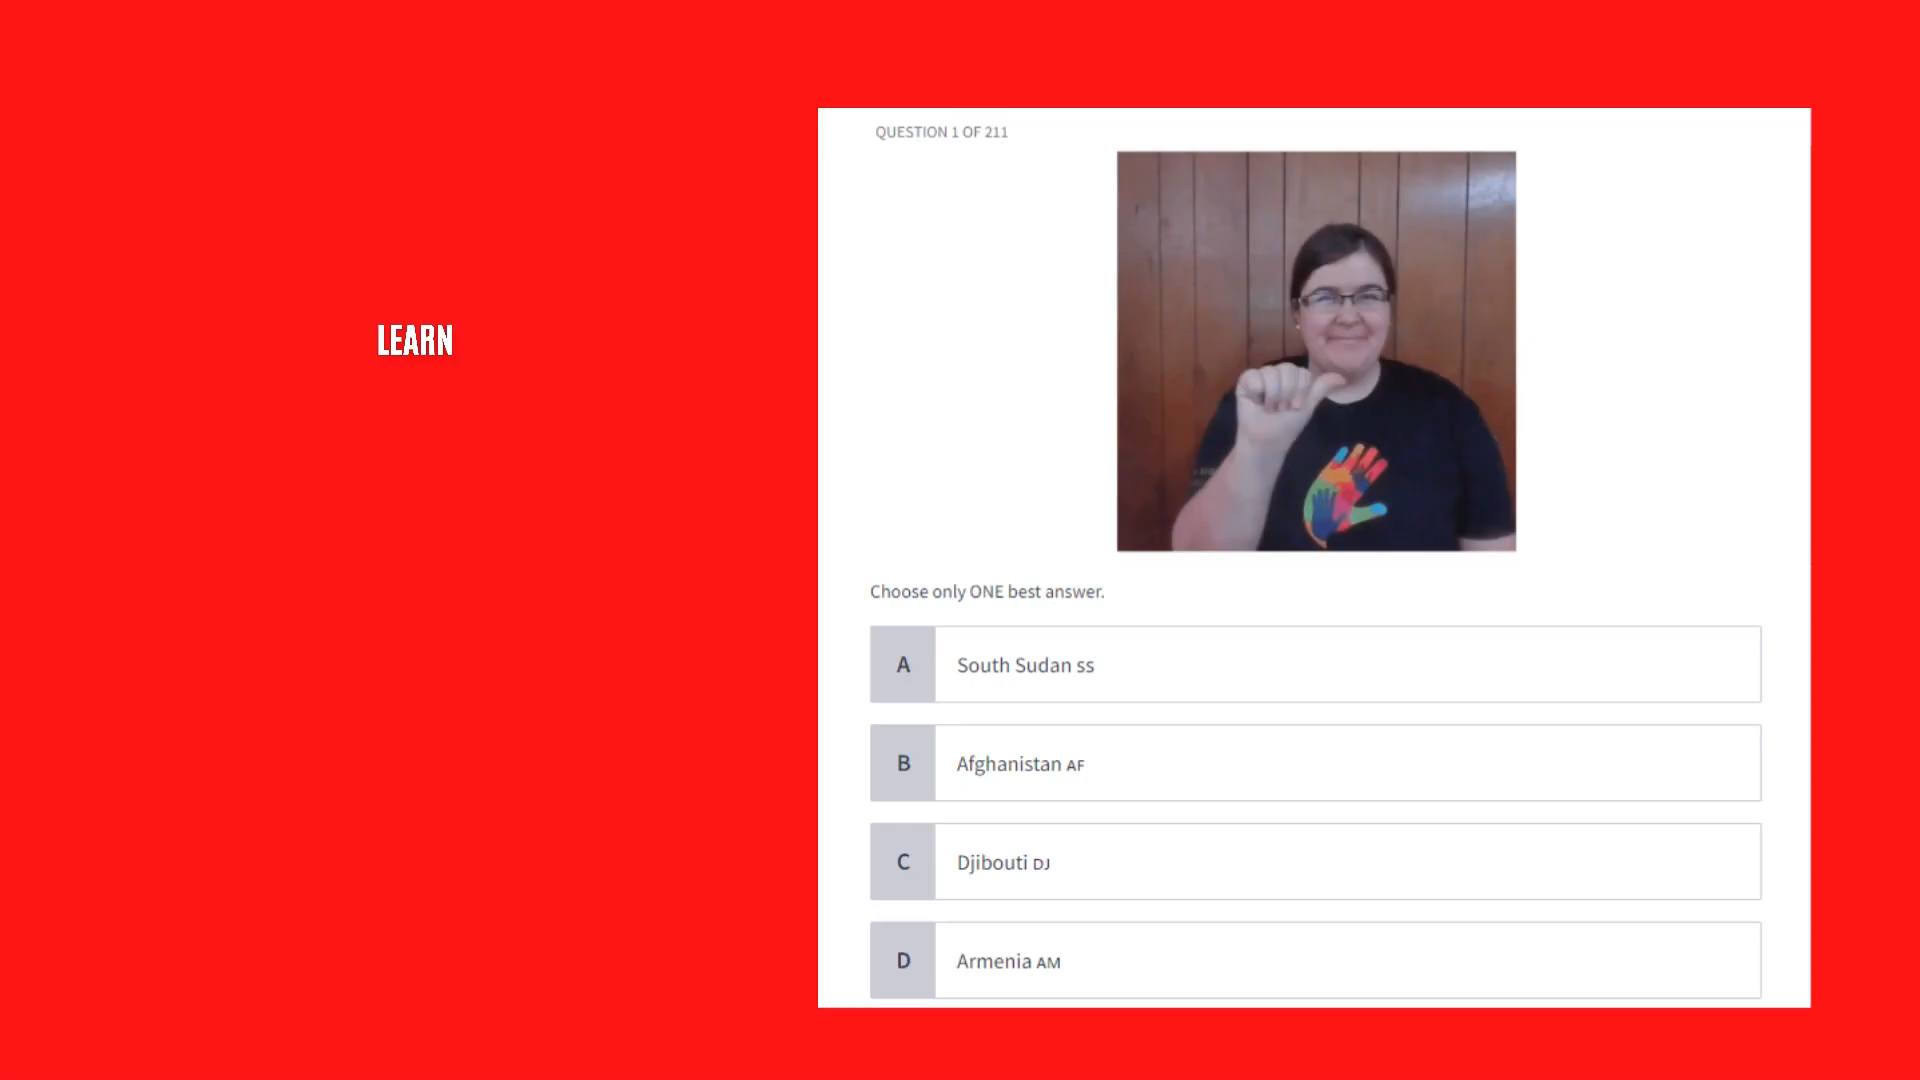 LEARN
QUESTION 1 OF 211
Choose only ONE best answer.
A South Sudan ss
B Afghanistan AF
C Djibouti DJ
D Armenia AM